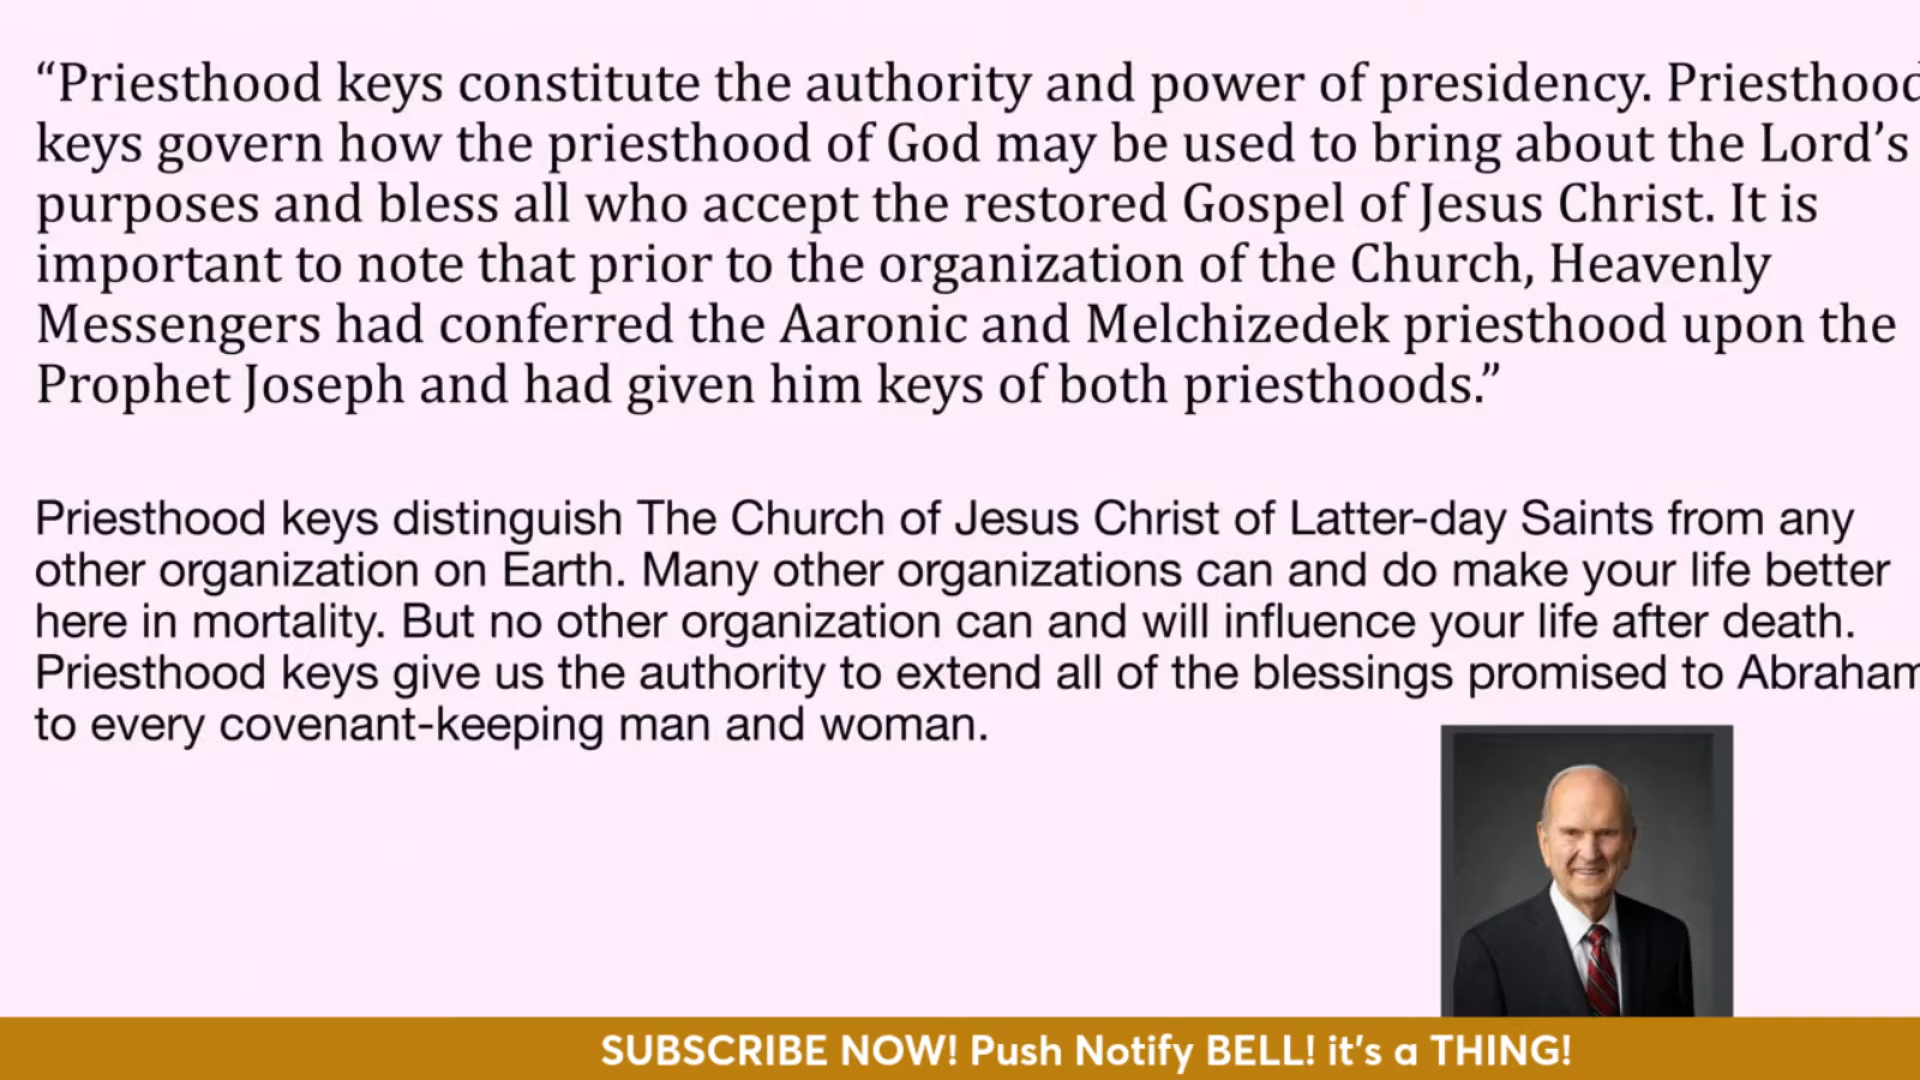 “Priesthood keys constitute the authority and power of presidency. Priesthood
keys govern how the priesthood of God may be used to bring about the Lord’s
purposes and bless all who accept the restored Gospel of Jesus Christ. It is
important to note that prior to the organization of the Church, Heavenly
Messengers had conferred the Aaronic and Melchizedek priesthood upon the
Prophet Joseph and had given him keys of both priesthoods.”
Priesthood keys distinguish The Church of Jesus Christ of Latter-day Saints from any
other organization on Earth. Many other organizations can and do make your life better
here in mortality. But no other organization can and will influence your life after death.
Priesthood keys give us the authority to extend all of the blessings promised to Abraham
to every covenant-keeping man and woman.
SUBSCRIBE NOW! Push Notify BELL! it's a THING!